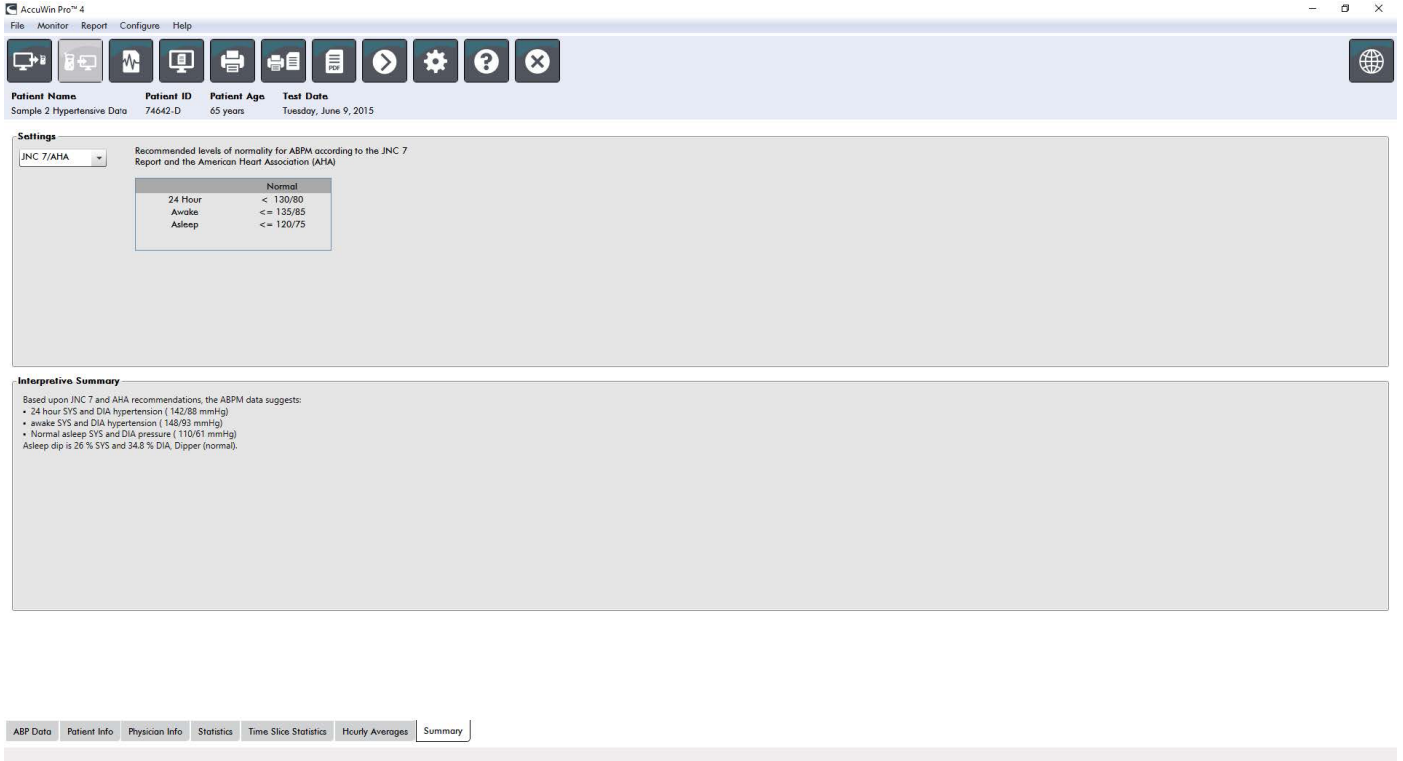 AccuWin Pro™ 4
File Monitor Report Configure Help
PDF
Patient Name Patient ID Patient Age Test Date
Sample 2 Hypertensive Data 74642-D 65 years Tuesday, June 9, 2015
Settings
JNC 7/AHA
Recommended levels of normality for ABPM according to the JNC 7
Report and the American Heart Association (AHA)
Normal
24 Hour < 130/80
Awake <= 135/85
Asleep <= 120/75
Interpretive Summary
Based upon JNC 7 and AHA recommendations, the ABPM data suggests:
• 24 hour SYS and DIA hypertension ( 142/88 mmHg)
• awake SYS and DIA hypertension ( 148/93 mmHg)
• Normal asleep SYS and DIA pressure ( 110/61 mmHg)
Asleep dip is 26 % SYS and 34.8 % DIA, Dipper (normal).
ABP Data Patient Info Physician Info Statistics Time Slice Statistics Hourly Averages Summary